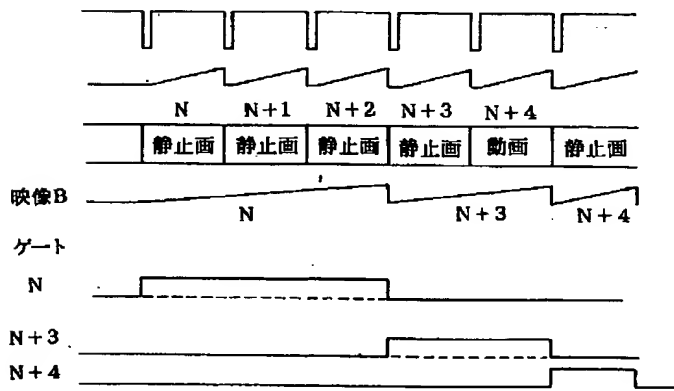 N N+1 N+2 N+3 N+4
静止画 静止画 静止画 静止画 動画 静止画
映像B
N N+3 N+4
ゲート
N
N+3
N+4